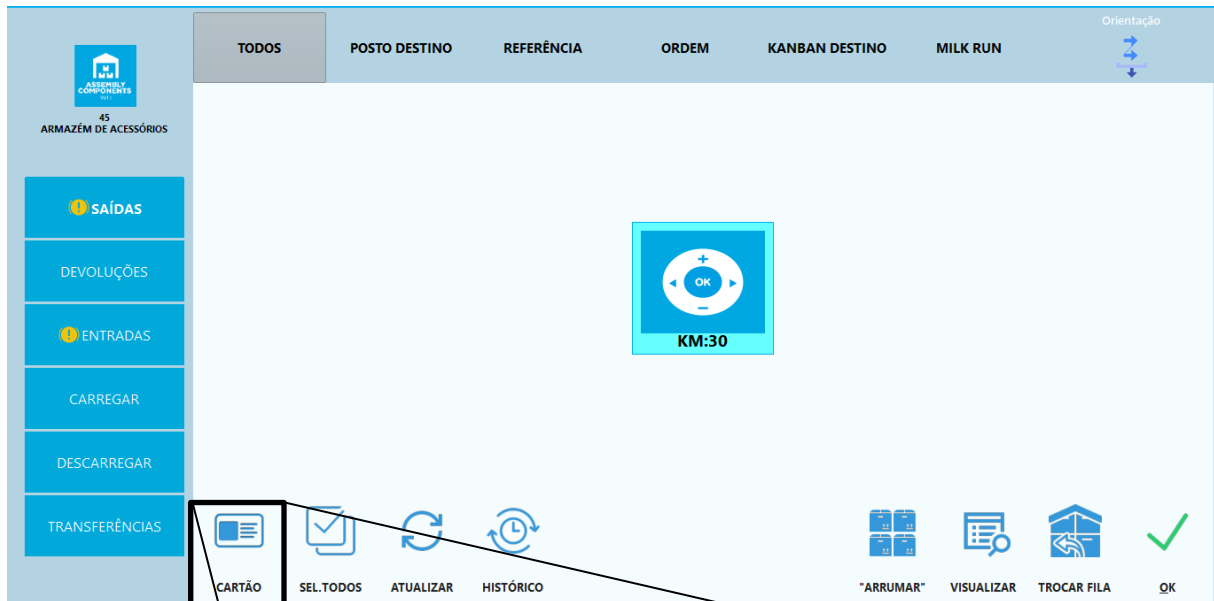 Orientação
TODOS
POSTO DESTINO
REFERÊNCIA
ORDEM
KANBAN DESTINO
MILK RUN
ASSEMBLY
COMPONENTS
45
ARMAZÉM DE ACESSÓRIOS
SAÍDAS
DEVOLUÇÕES
ENTRADAS
CARREGAR
DESCARREGAR
TRANSFERÊNCIAS
OK
KM:30
CARTÃO
SEL.TODOS
ATUALIZAR
HISTÓRICO
"ARRUMAR"
VISUALIZAR
TROCAR FILA
OK